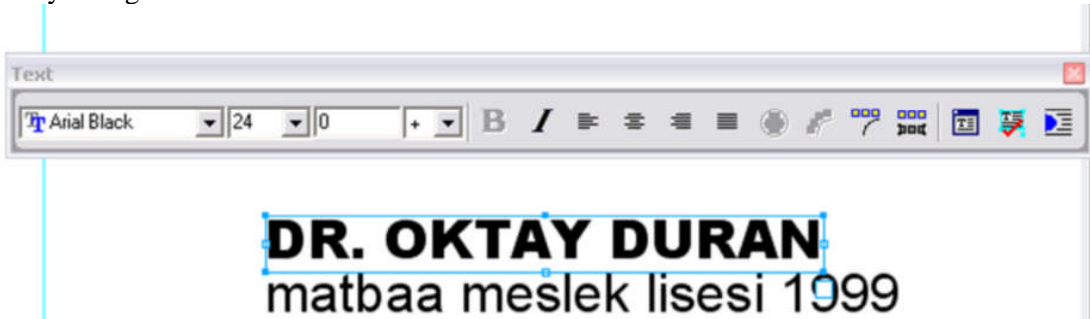 Text
Arial Black 24 0 +
B I
DR. OKTAY DURAN
matbaa meslek lisesi 1999